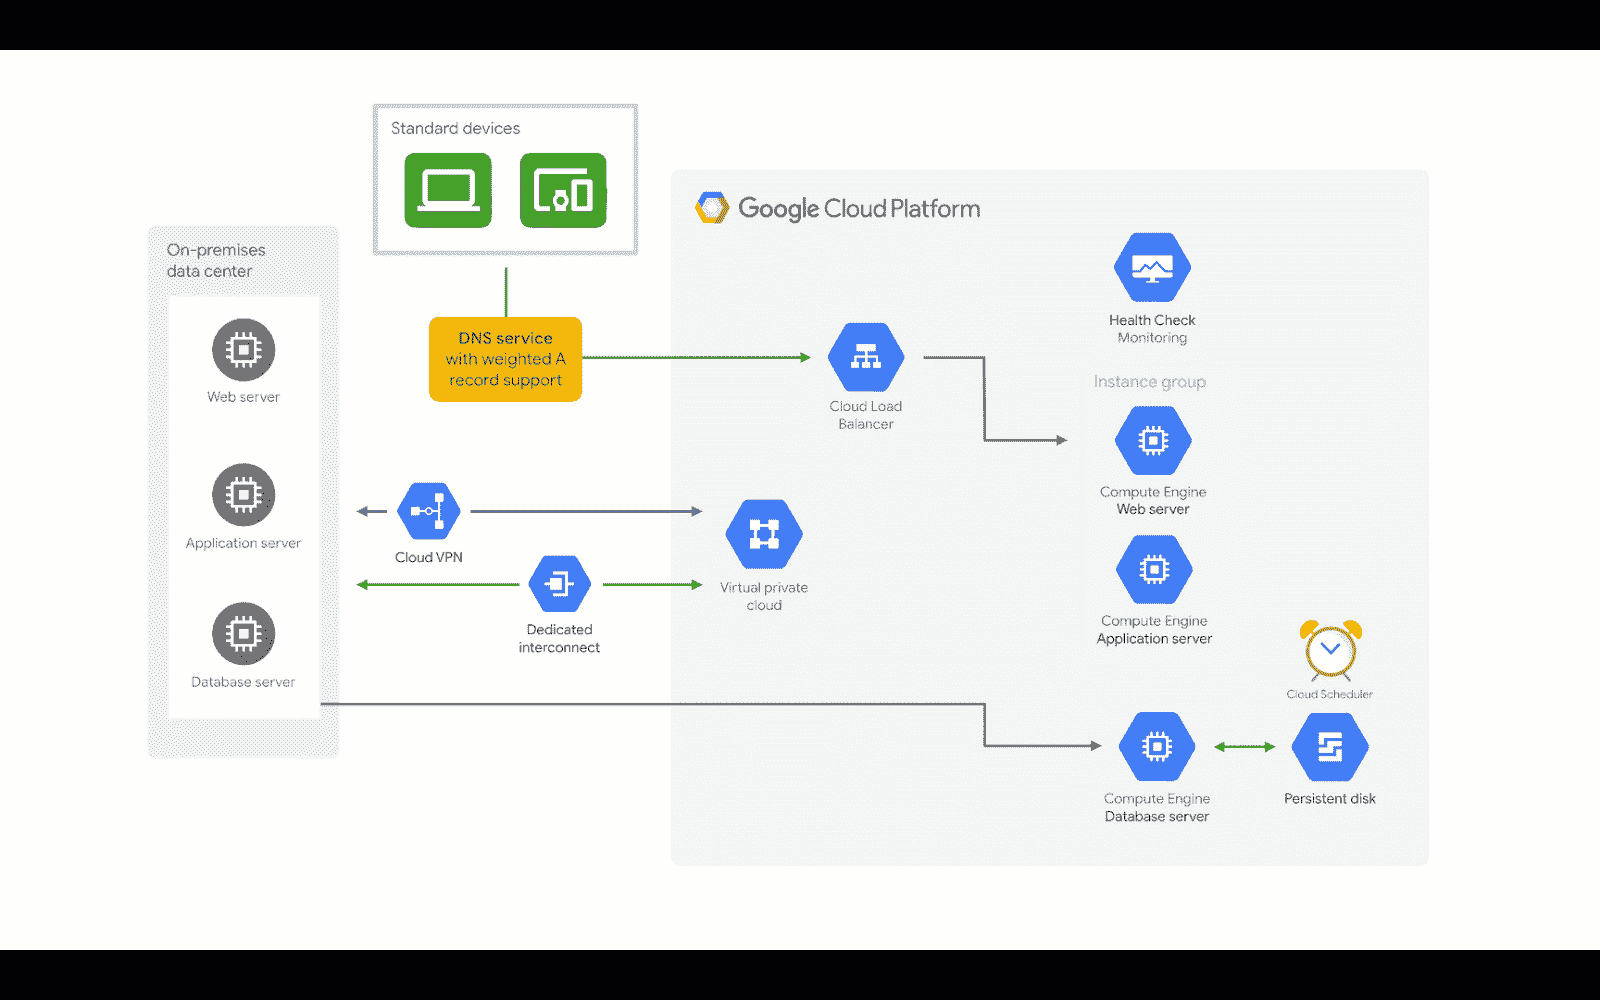 Standard devices
Google Cloud Platform
On-premises
data center
Health Check
Monitoring
DNS service
with weighted A
record support
Instance group
Web server
Cloud Load
Balancer
Compute Engine
Web server
Application server
Cloud VPN
Virtual private
cloud
Dedicated
interconnect
Compute Engine
Application server
Database server
Cloud Scheduler
Compute Engine
Database server
Persistent disk